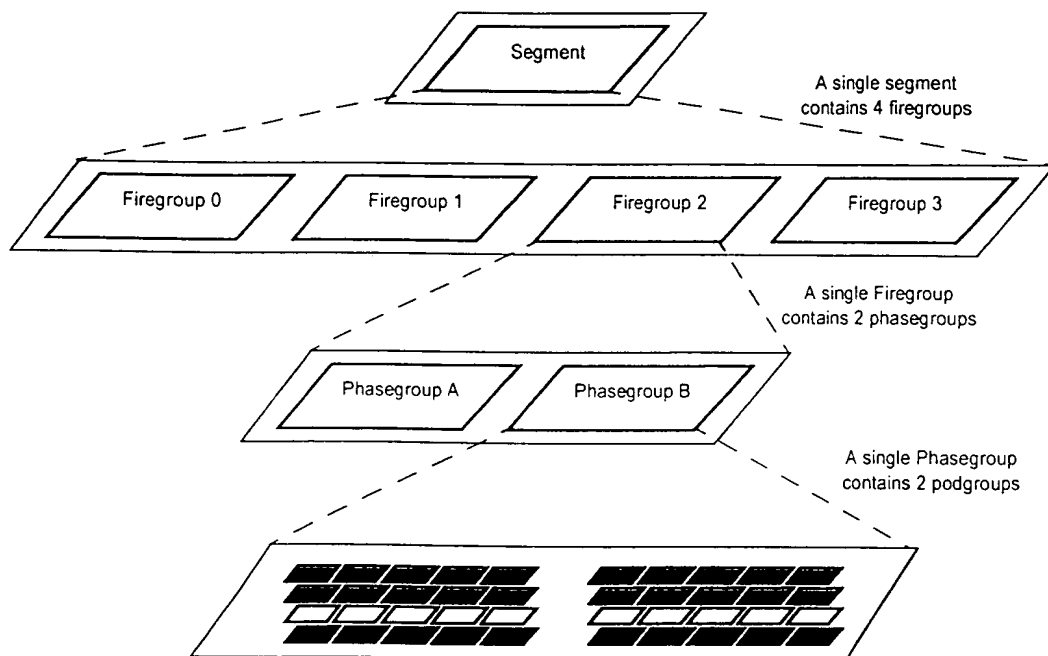 Segment
A single segment
contains 4 firegroups
Firegroup 0
Firegroup 1
Firegroup 2
Firegroup 3
A single Firegroup
contains 2 phasegroups
Phasegroup A
Phasegroup B
A single Phasegroup
contains 2 podgroups